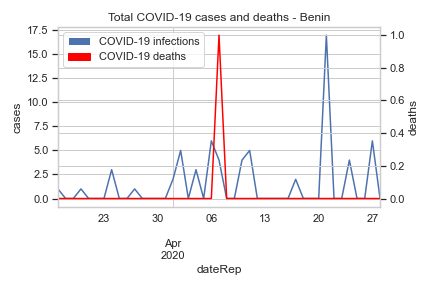 Total COVID-19 cases and deaths - Benin
COVID-19 infections
COVID-19 deaths
cases
17.5
15.0
12.5
10.0
7.5
5.0
2.5
0.0
deaths
1.0
0.8
0.6
0.4
0.2
0.0
23 30 06 13 20 27
Apr
2020
dateRep